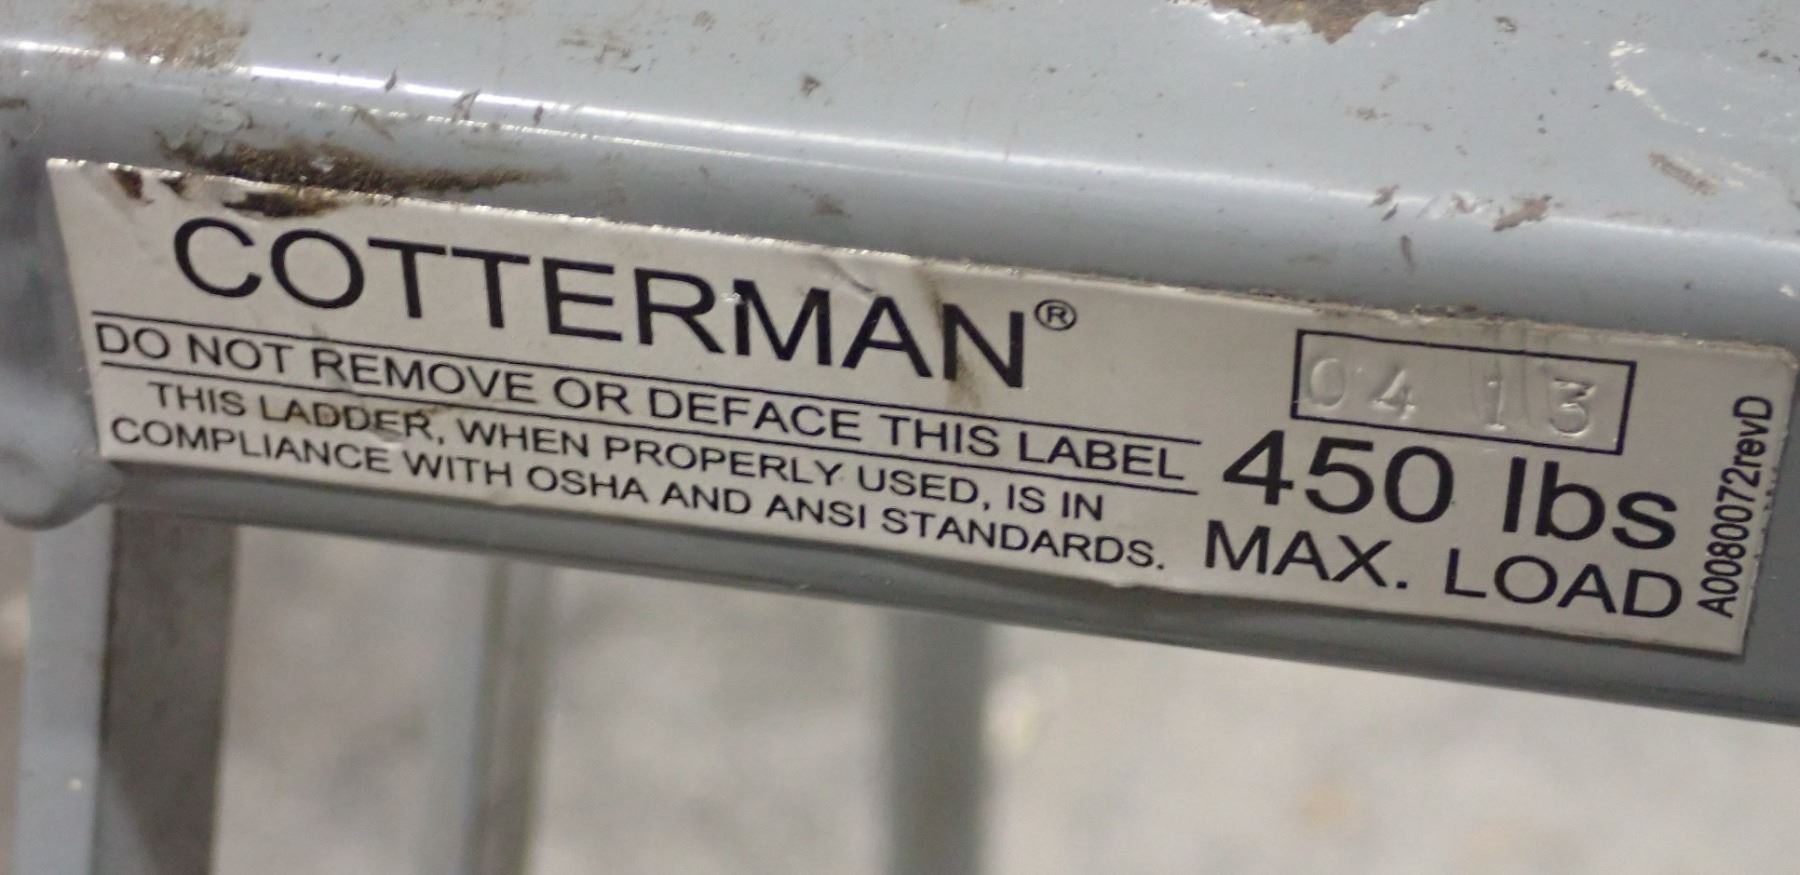 COTTERMAN®
DO NOT REMOVE OR DEFACE THIS LABEL
THIS LADDER, WHEN PROPERLY USED, IS IN
COMPLIANCE WITH OSHA AND ANSI STANDARDS.
04 13
450 lbs
MAX. LOAD
A0080072revD